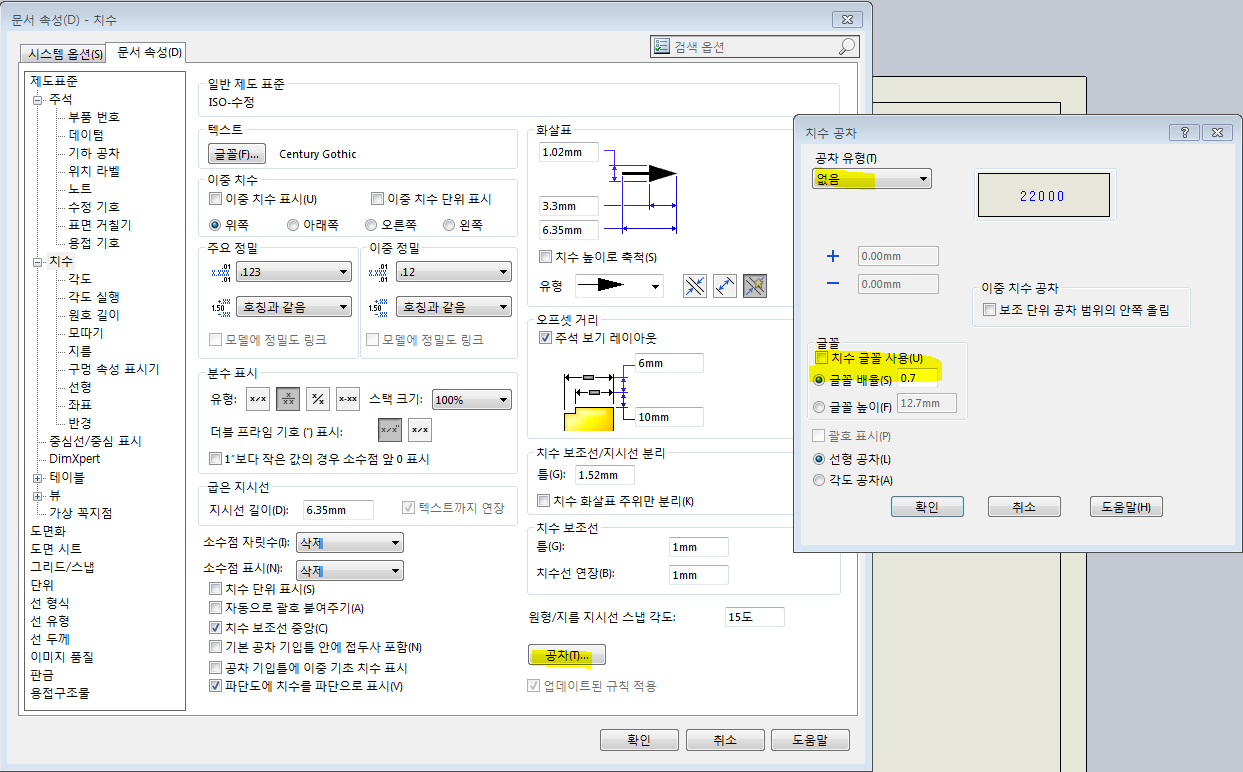 문서 속성(D) - 치수
시스템 옵션(S)
문서 속성(D)
검색 옵션
제도표준
주석
부품 번호
데이텀
기하 공차
위치 라벨
노트
수정 기호
표면 거칠기
용접 기호
치수
각도
각도 실행
원호 길이
모따기
지름
구멍 속성 표시기
선형
좌표
반경
중심선/중심 표시
DimXpert
테이블
뷰
가상 꼭지점
도면화
도면 시트
그리드/스냅
단위
선 형식
선 유형
선 두께
이미지 품질
판금
용접구조물
일반 제도 표준
ISO-수정
텍스트
글꼴(F)... Century Gothic
이중 치수
이중 치수 표시(U) 이중 치수 단위 표시
위쪽 아래쪽 오른쪽 왼쪽
주요 정밀
.123
호칭과 같음
모델에 정밀도 링크
이중 정밀
.12
호칭과 같음
모델에 정밀도 링크
분수 표시
유형: 스택 크기: 100%
더블 프라임 기호 (") 표시:
1"보다 작은 값의 경우 소수점 앞 0 표시
굽은 지시선
지시선 길이(D): 6.35mm 텍스트까지 연장
소수점 자릿수(I): 삭제
소수점 표시(N): 삭제
치수 단위 표시(S)
자동으로 괄호 붙여주기(A)
치수 보조선 중앙(C)
기본 공차 기입틀 안에 접두사 포함(N)
공차 기입틀에 이중 기초 치수 표시
파단도에 치수를 파단으로 표시(V)
화살표
1.02mm
3.3mm
6.35mm
치수 높이로 축척(S)
유형
오프셋 거리
주석 보기 레이아웃
6mm
10mm
치수 보조선/지시선 분리
틈(G): 1.52mm
치수 화살표 주위만 분리(K)
치수 보조선
틈(G): 1mm
치수선 연장(B): 1mm
원형/지름 지시선 스냅 각도: 15도
공차(T)...
업데이트된 규칙 적용
확인 취소 도움말
치수 공차
공차 유형(T)
없음
22000
+ 0.00mm
− 0.00mm
이중 치수 공차
보조 단위 공차 범위의 안쪽 올림
글꼴
치수 글꼴 사용(U)
글꼴 배율(S) 0.7
글꼴 높이(F) 12.7mm
괄호 표시(P)
선형 공차(L)
각도 공차(A)
확인 취소 도움말(H)